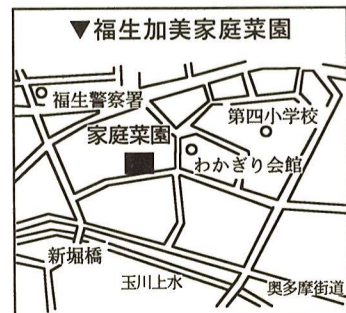 ▼福生加美家庭菜園
福生警察署
第四小学校
家庭菜園
わかぎり会館
新堀橋
玉川上水
奥多摩街道